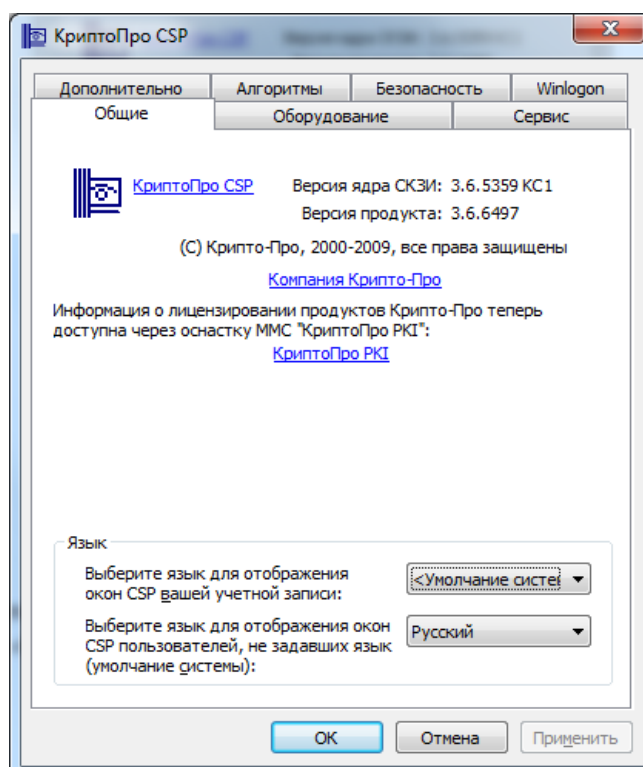 КриптоПро CSP
Дополнительно Алгоритмы Безопасность Winlogon
Общие Оборудование Сервис
КриптоПро CSP Версия ядра СКЗИ: 3.6.5359 КС1
Версия продукта: 3.6.6497
(C) Крипто-Про, 2000-2009, все права защищены
Компания Крипто-Про
Информация о лицензировании продуктов Крипто-Про теперь
доступна через оснастку MMC "КриптоПро PKI":
КриптоПро PKI
Язык
Выберите язык для отображения
окон CSP вашей учетной записи:
<Умолчание систе
Выберите язык для отображения окон
CSP пользователей, не задавших язык
(умолчание системы):
Русский
ОК Отмена Применить